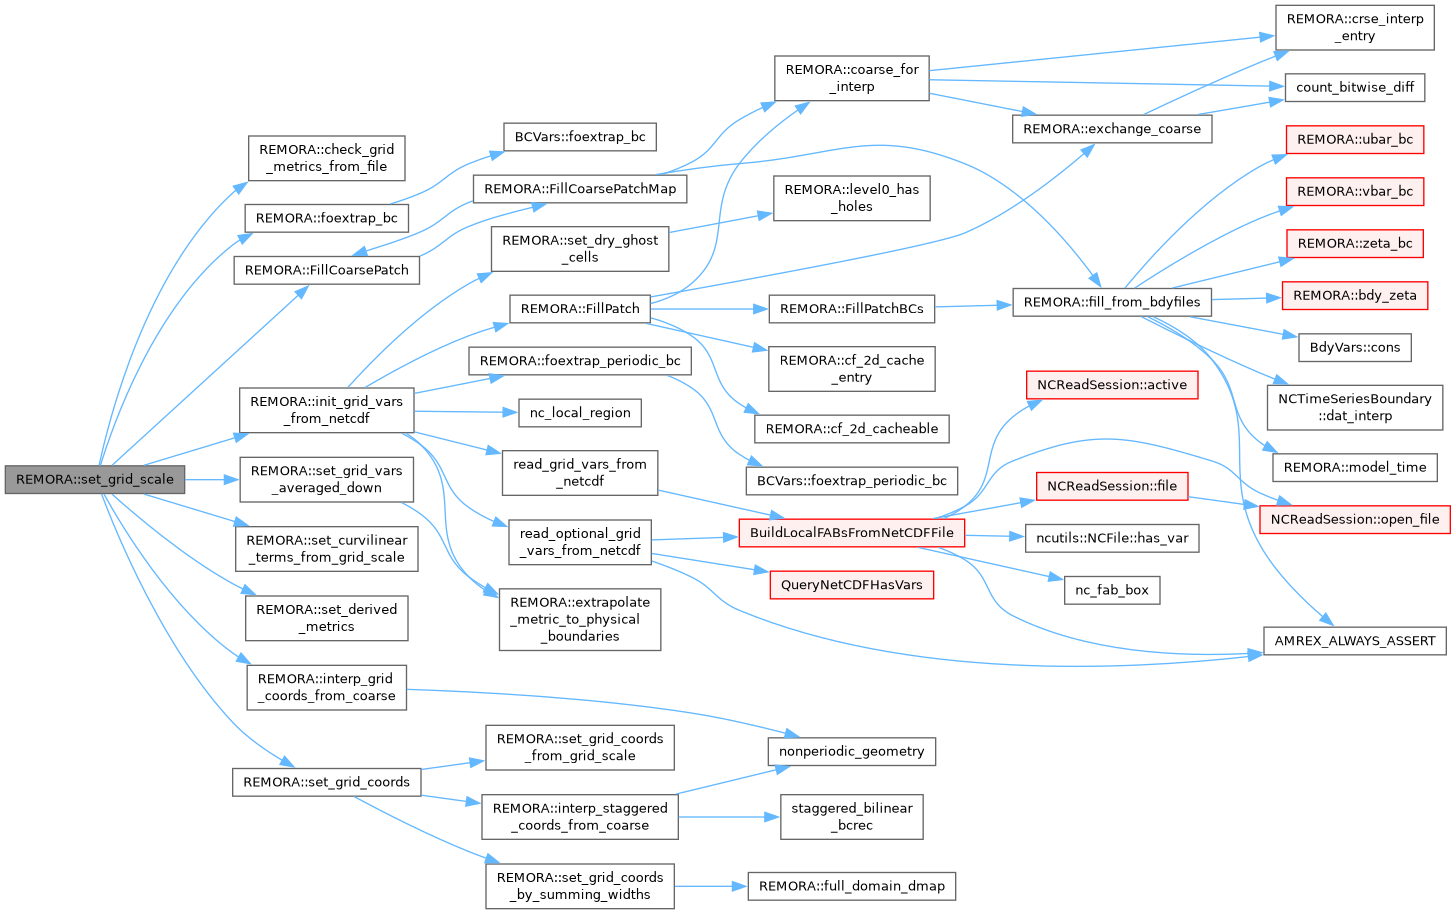 REMORA::set_grid_scale
REMORA::check_grid
_metrics_from_file
REMORA::foextrap_bc
REMORA::FillCoarsePatch
REMORA::init_grid_vars
_from_netcdf
REMORA::set_grid_vars
_averaged_down
REMORA::set_curvilinear
_terms_from_grid_scale
REMORA::set_derived
_metrics
REMORA::interp_grid
_coords_from_coarse
REMORA::set_grid_coords
BCVars::foextrap_bc
REMORA::FillCoarsePatchMap
REMORA::set_dry_ghost
_cells
REMORA::FillPatch
REMORA::foextrap_periodic_bc
nc_local_region
read_grid_vars_from
_netcdf
read_optional_grid
_vars_from_netcdf
REMORA::extrapolate
_metric_to_physical
_boundaries
REMORA::set_grid_coords
_from_grid_scale
REMORA::interp_staggered
_coords_from_coarse
REMORA::set_grid_coords
_by_summing_widths
REMORA::coarse_for
_interp
REMORA::level0_has
_holes
REMORA::FillPatchBCs
REMORA::cf_2d_cache
_entry
REMORA::cf_2d_cacheable
BCVars::foextrap_periodic_bc
BuildLocalFABsFromNetCDFFile
QueryNetCDFHasVars
nonperiodic_geometry
staggered_bilinear
_bcrec
REMORA::full_domain_dmap
REMORA::exchange_coarse
REMORA::fill_from_bdyfiles
NCReadSession::active
NCReadSession::file
ncutils::NCFile::has_var
nc_fab_box
REMORA::crse_interp
_entry
count_bitwise_diff
REMORA::ubar_bc
REMORA::vbar_bc
REMORA::zeta_bc
REMORA::bdy_zeta
BdyVars::cons
NCTimeSeriesBoundary
::dat_interp
REMORA::model_time
NCReadSession::open_file
AMREX_ALWAYS_ASSERT